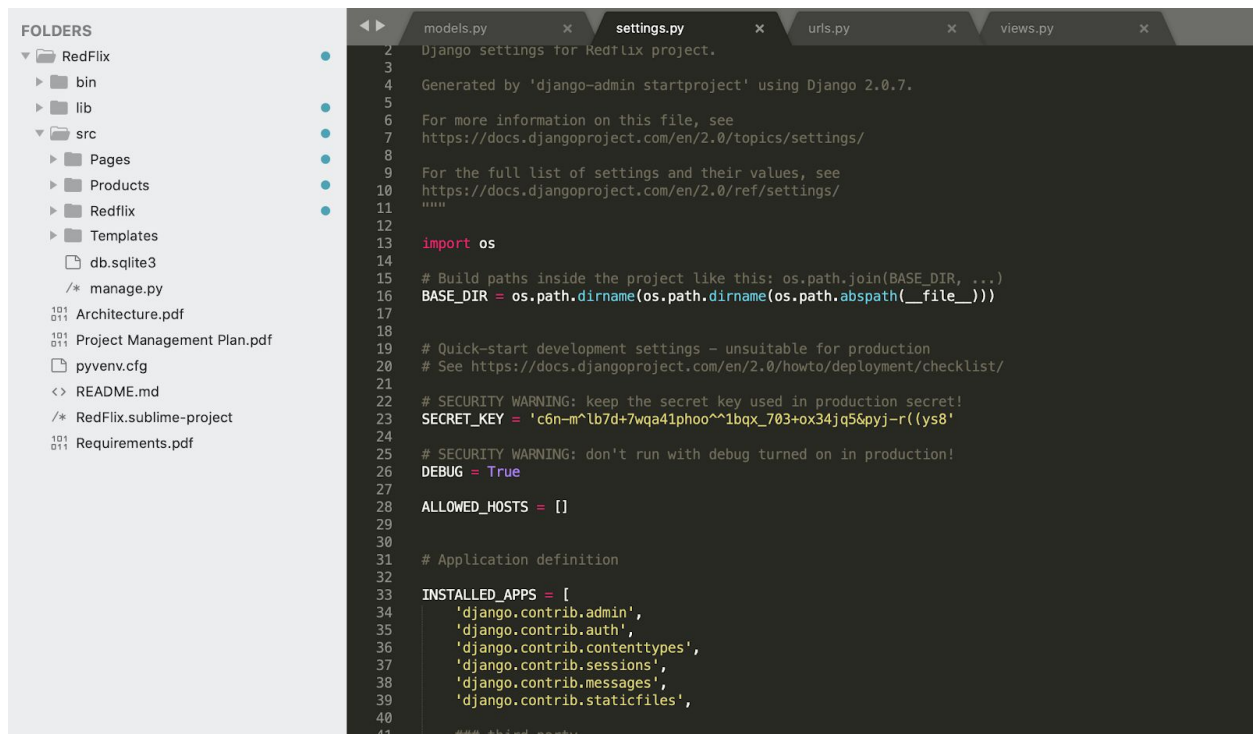 FOLDERS
RedFlix
bin
lib
src
Pages
Products
Redflix
Templates
db.sqlite3
/* manage.py
Architecture.pdf
Project Management Plan.pdf
pyvenv.cfg
<> README.md
/* RedFlix.sublime-project
Requirements.pdf
models.py × settings.py × urls.py × views.py ×
2 Django settings for Redflix project.
3
4 Generated by 'django-admin startproject' using Django 2.0.7.
5
6 For more information on this file, see
7 https://docs.djangoproject.com/en/2.0/topics/settings/
8
9 For the full list of settings and their values, see
10 https://docs.djangoproject.com/en/2.0/ref/settings/
11 """
12
13 import os
14
15 # Build paths inside the project like this: os.path.join(BASE_DIR, ...)
16 BASE_DIR = os.path.dirname(os.path.dirname(os.path.abspath(__file__)))
17
18
19 # Quick-start development settings - unsuitable for production
20 # See https://docs.djangoproject.com/en/2.0/howto/deployment/checklist/
21
22 # SECURITY WARNING: keep the secret key used in production secret!
23 SECRET_KEY = 'c6n-m^lb7d+7wqa41phoo^^1bqx_703+ox34jq5&pyj-r((ys8'
24
25 # SECURITY WARNING: don't run with debug turned on in production!
26 DEBUG = True
27
28 ALLOWED_HOSTS = []
29
30
31 # Application definition
32
33 INSTALLED_APPS = [
34 'django.contrib.admin',
35 'django.contrib.auth',
36 'django.contrib.contenttypes',
37 'django.contrib.sessions',
38 'django.contrib.messages',
39 'django.contrib.staticfiles',
40
41 ### third party